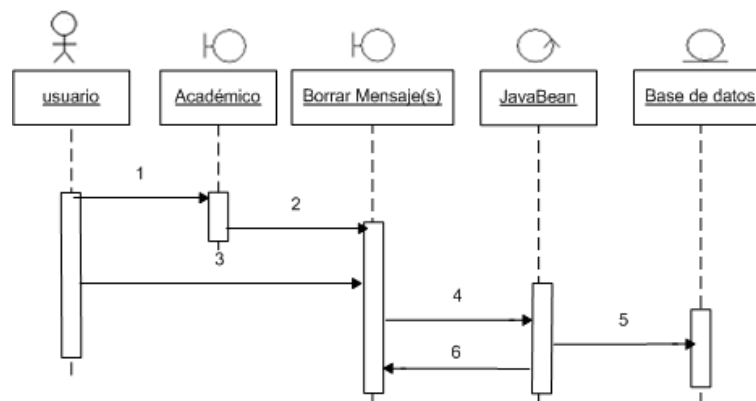 usuario
Académico
Borrar Mensaje(s)
JavaBean
Base de datos
1
2
3
4
5
6